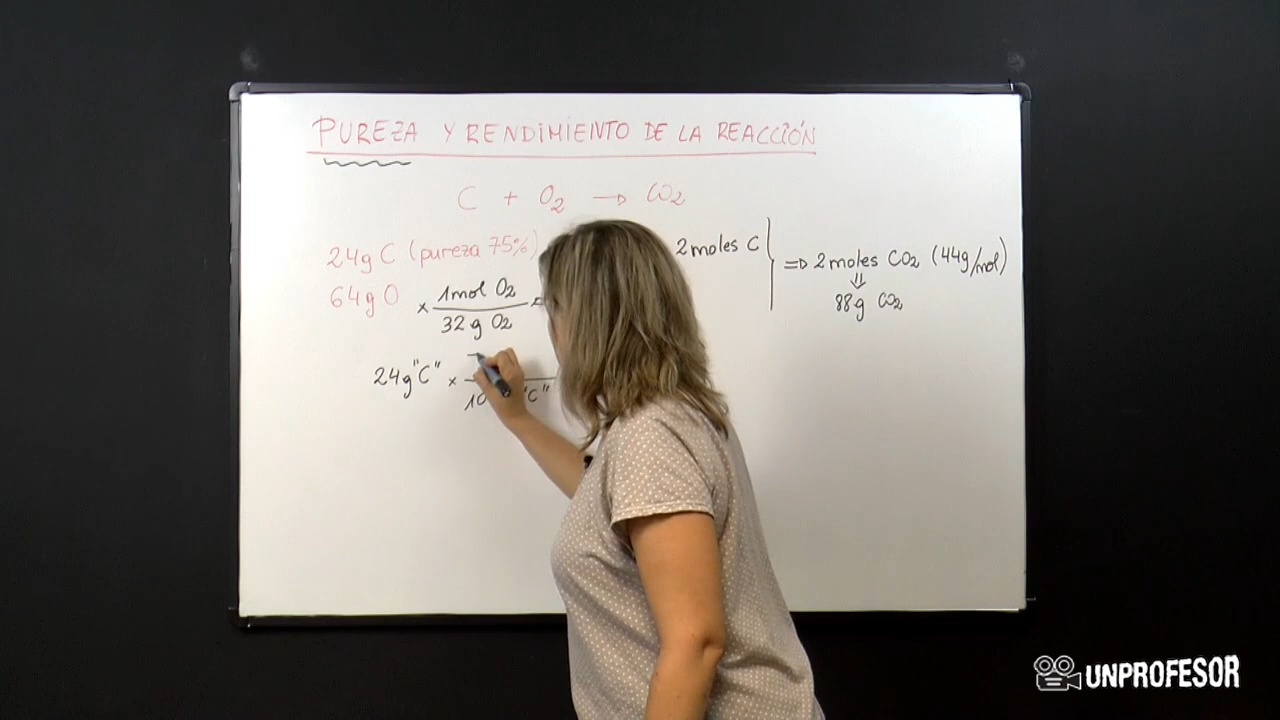 PUREZA Y RENDIMIENTO DE LA REACCIÓN
C + O2 → CO2
24g C (pureza 75%)
2 moles C
64g O × 1mol O2
32 g O2
⇒ 2 moles CO2 (44g/mol)
⇓
88g CO2
24g "C" ×
10 "C"
UNPROFESOR